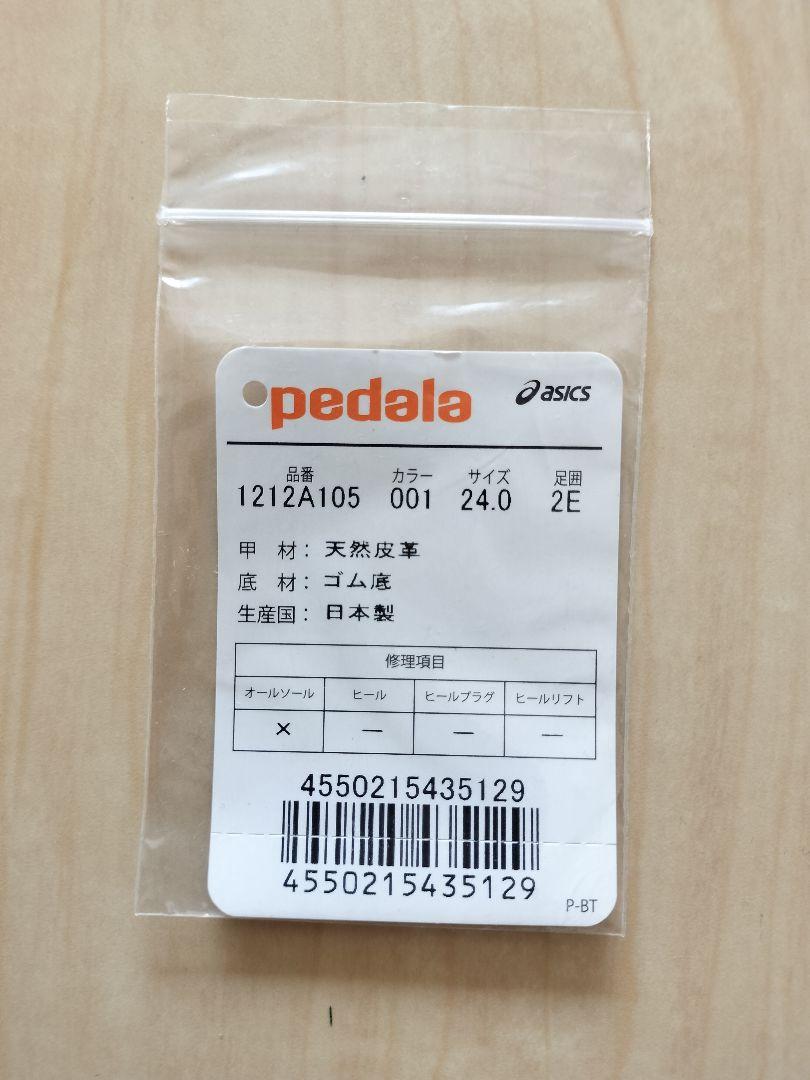 pedala asics
品番 カラー サイズ 足囲
1212A105 001 24.0 2E
甲 材： 天然皮革
底 材： ゴム底
生産国： 日本製
修理項目
オールソール ヒール ヒールプラグ ヒールリフト
× — — —
4550215435129
4550215435129
P-BT